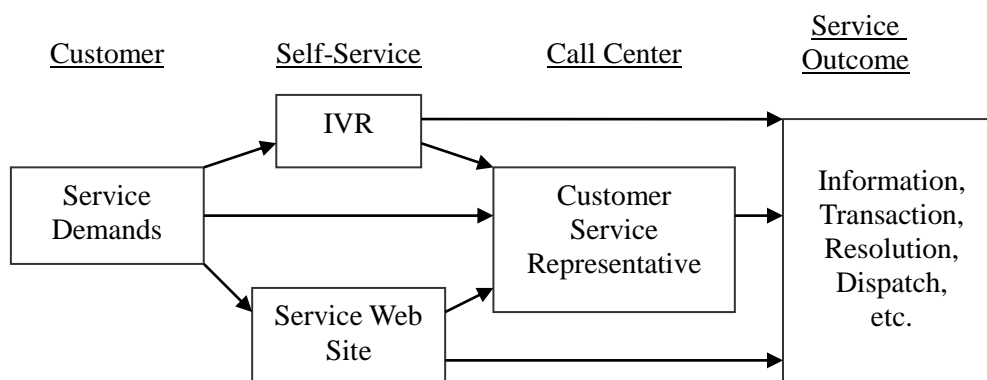 Customer
Self-Service
Call Center
Service
Outcome
IVR
Service
Demands
Customer
Service
Representative
Information,
Transaction,
Resolution,
Dispatch,
etc.
Service Web
Site